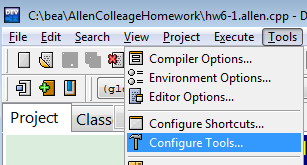 C:\bea\AllenColleageHomework\hw6-1.allen.cpp - D
File Edit Search View Project Execute Tools
Compiler Options...
Environment Options...
Editor Options...
(glo
Configure Shortcuts...
Project Class
Configure Tools...